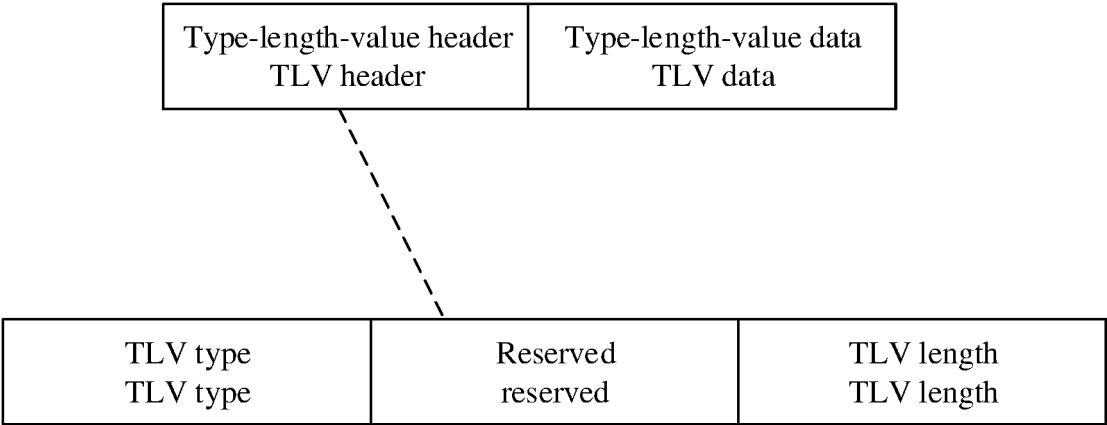 Type-length-value header
TLV header
Type-length-value data
TLV data
TLV type
TLV type
Reserved
reserved
TLV length
TLV length